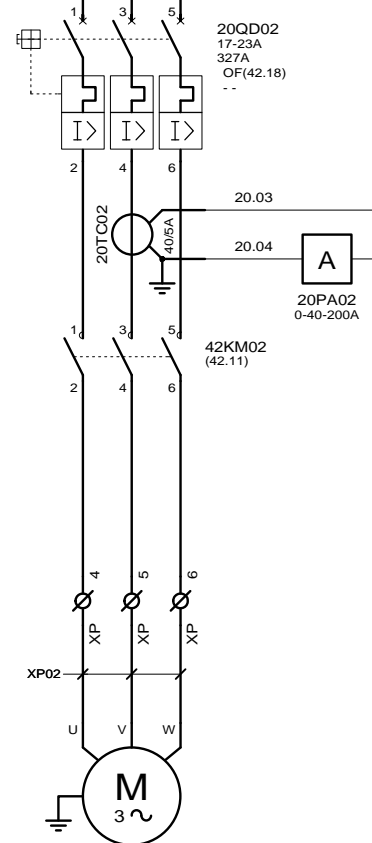 1 3 5
20QD02
17-23A
327A
OF(42.18)
- -
I> I> I>
2 4 6
20TC02
40/5A
20.03
20.04
A
20PA02
0-40-200A
1 3 5
42KM02
(42.11)
2 4 6
4 5 6
XP XP XP
XP02
U V W
M
3 ~